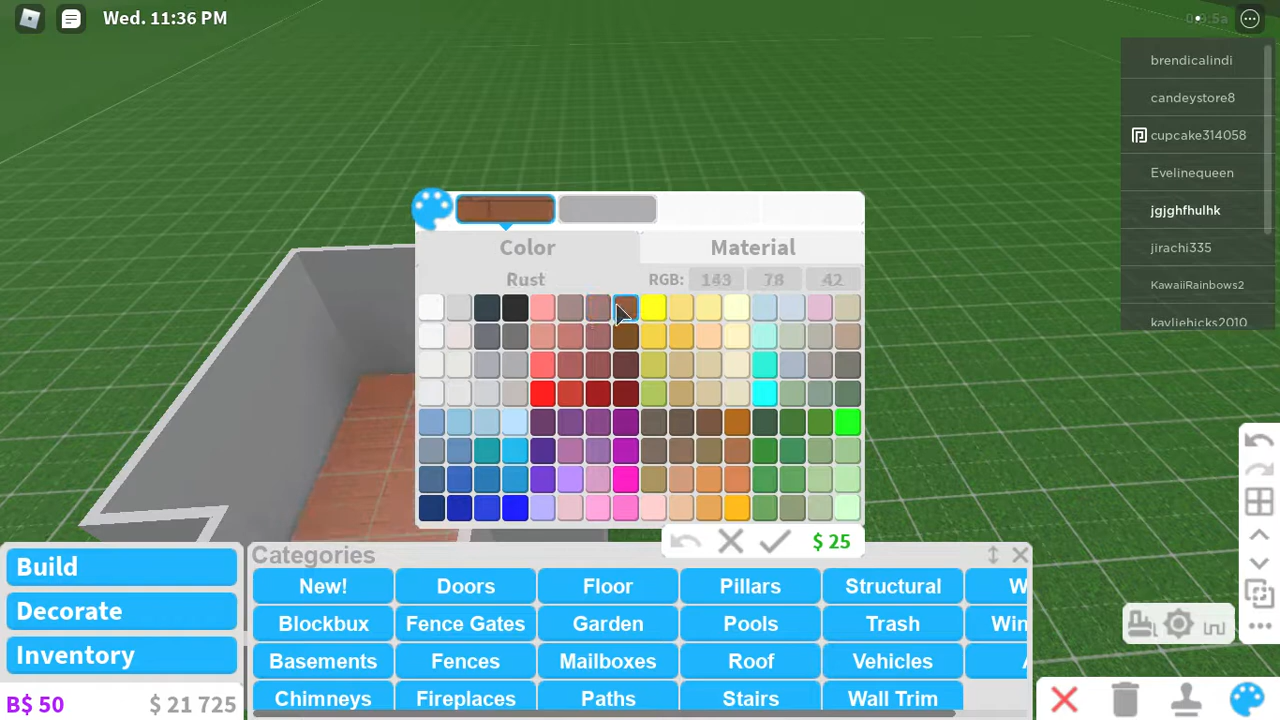 Wed. 11:36 PM
brendicalindi
candeystore8
cupcake314058
Evelinequeen
jgjghfhulhk
jirachi335
KawaiiRainbows2
kayliehicks2010
Color
Material
Rust
RGB: 143 78 42
$ 25
Build
Decorate
Inventory
B$ 50
$ 21 725
Categories
New! Doors Floor Pillars Structural W
Blockbux Fence Gates Garden Pools Trash Win
Basements Fences Mailboxes Roof Vehicles
Chimneys Fireplaces Paths Stairs Wall Trim